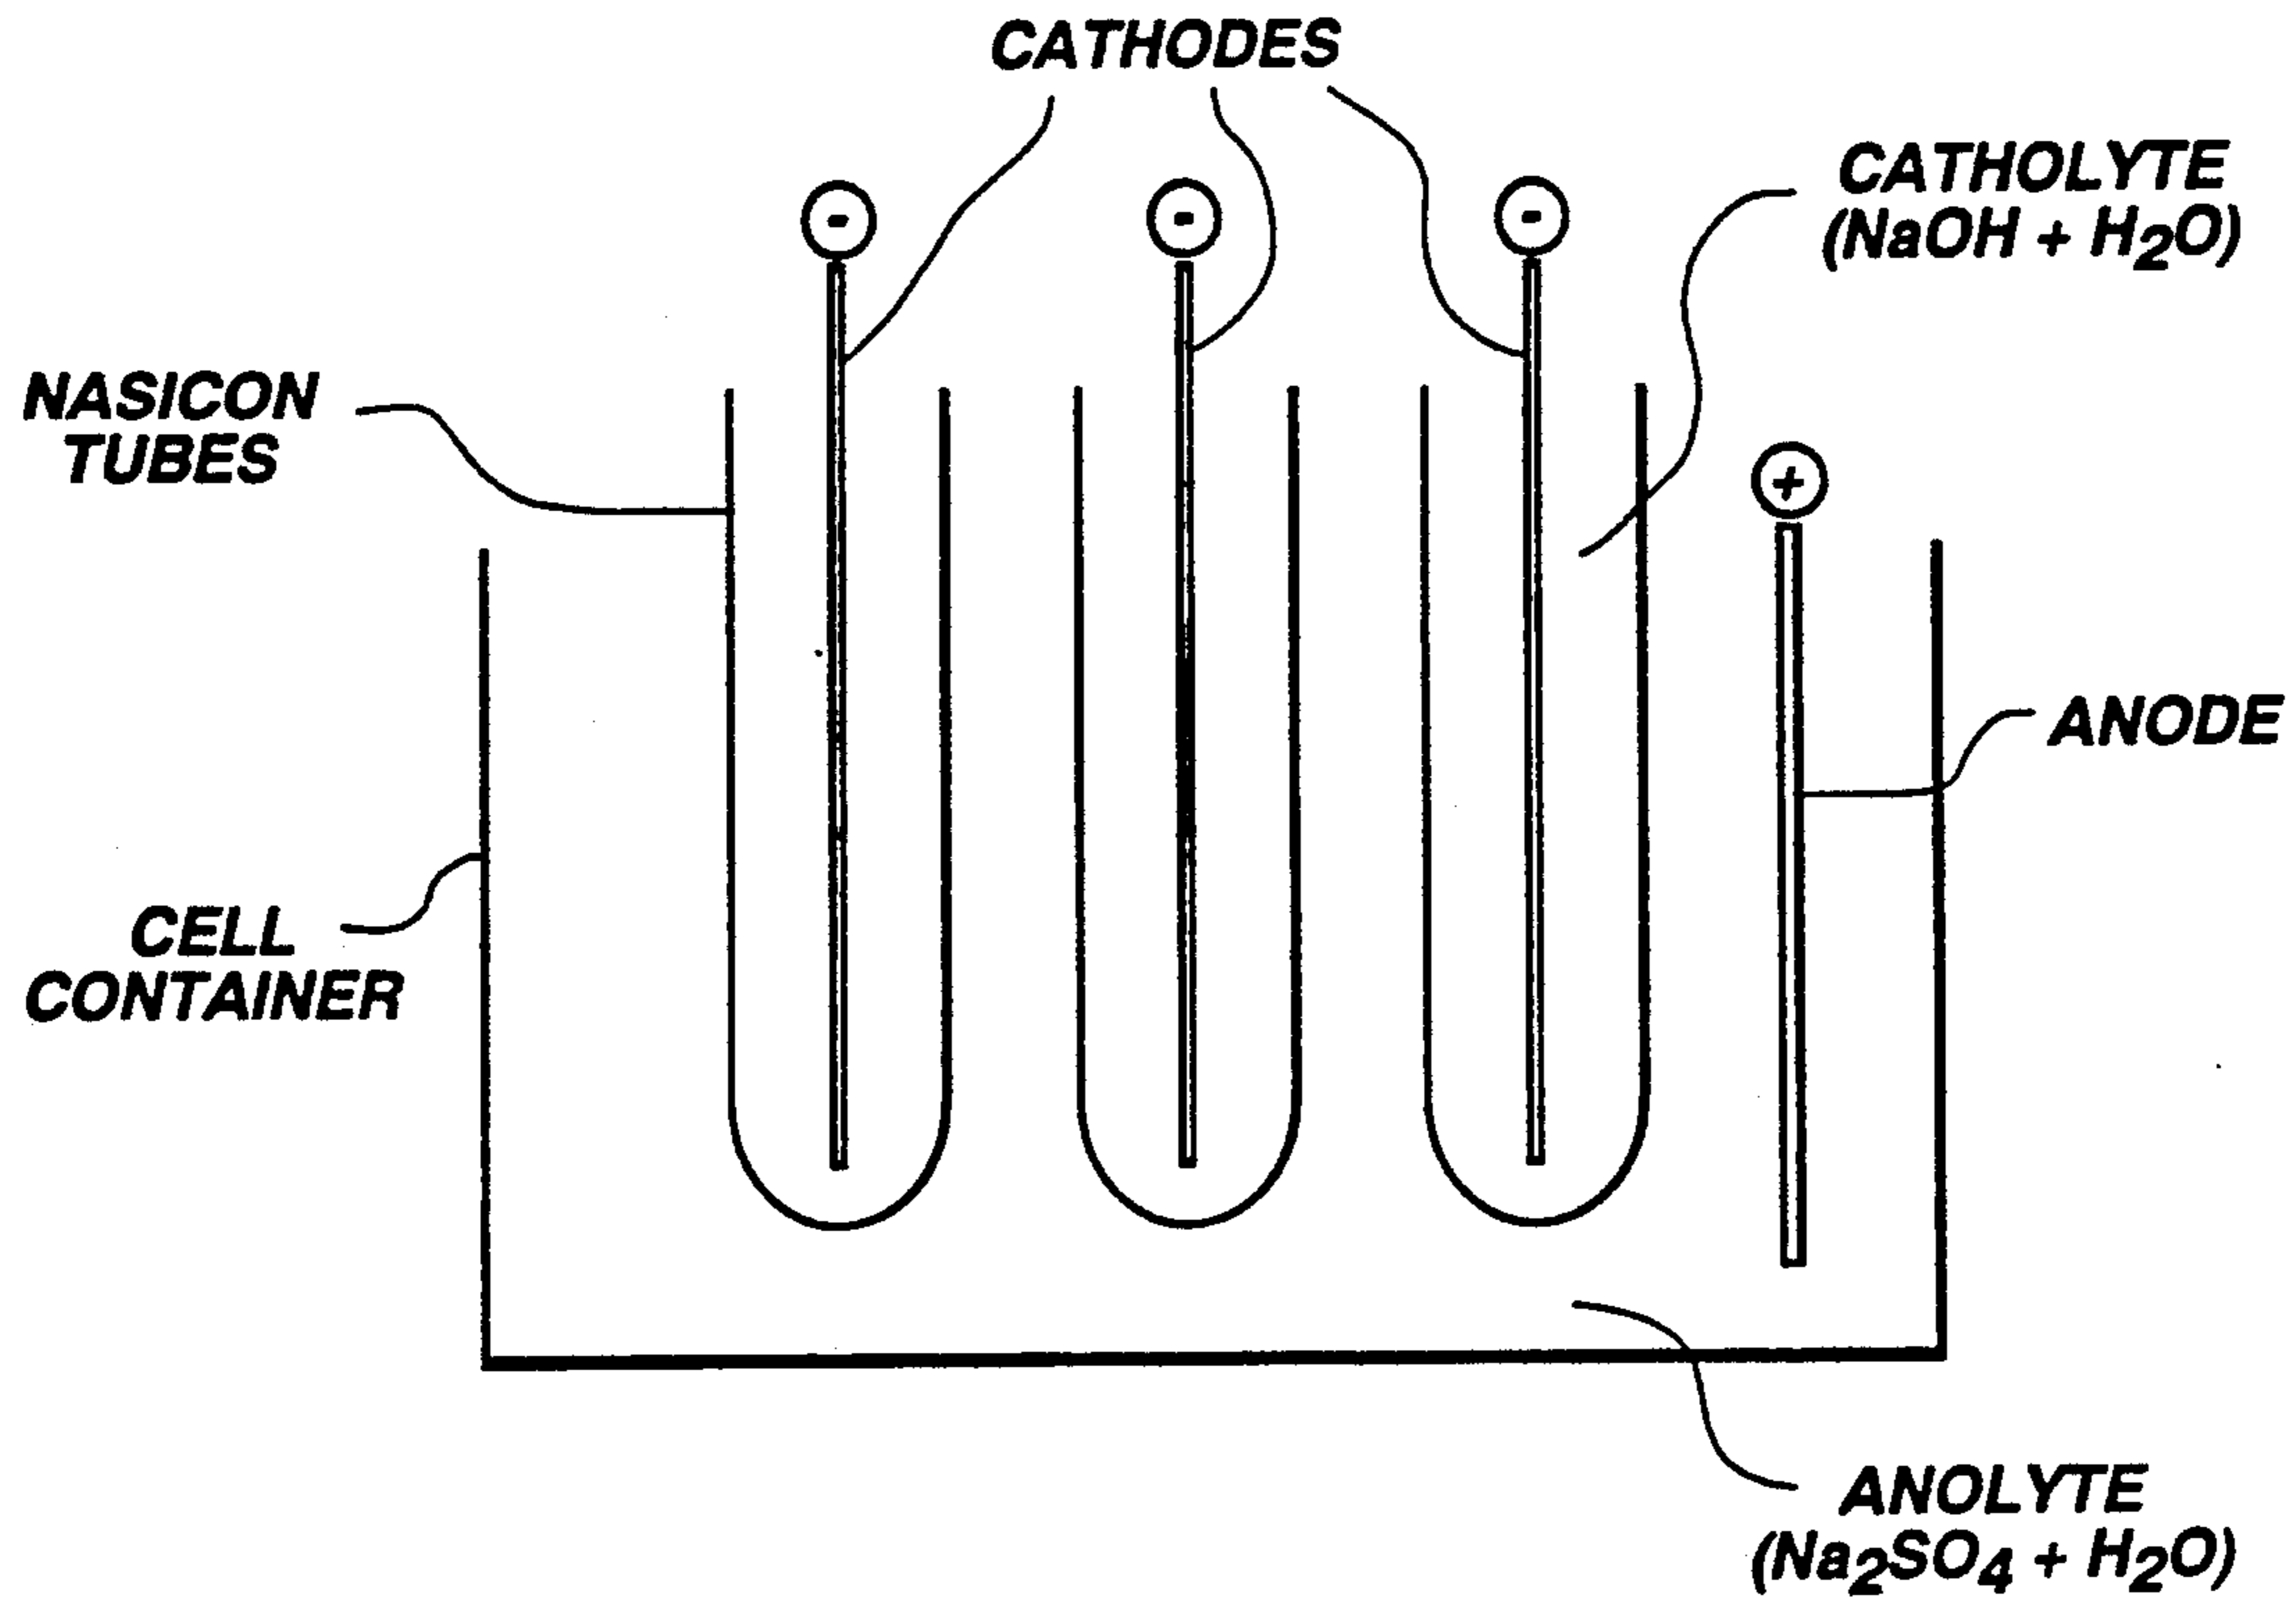 CATHODES
CATHOLYTE
(NaOH + H₂O)
-
-
-
NASICON
TUBES
+
ANODE
CELL
CONTAINER
ANOLYTE
(Na₂SO₄ + H₂O)